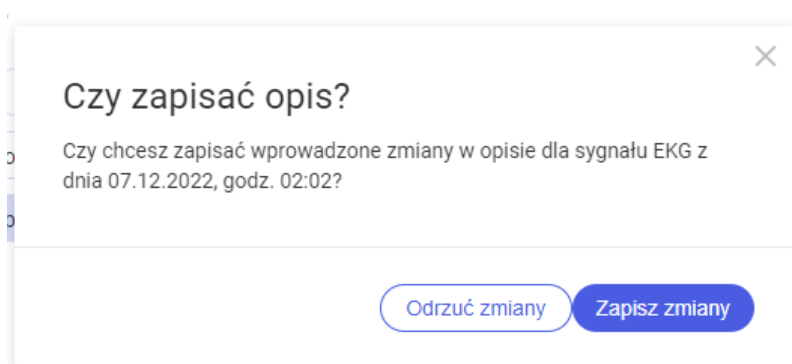 Czy zapisać opis?
Czy chcesz zapisać wprowadzone zmiany w opisie dla sygnału EKG z
dnia 07.12.2022, godz. 02:02?
Odrzuć zmiany Zapisz zmiany